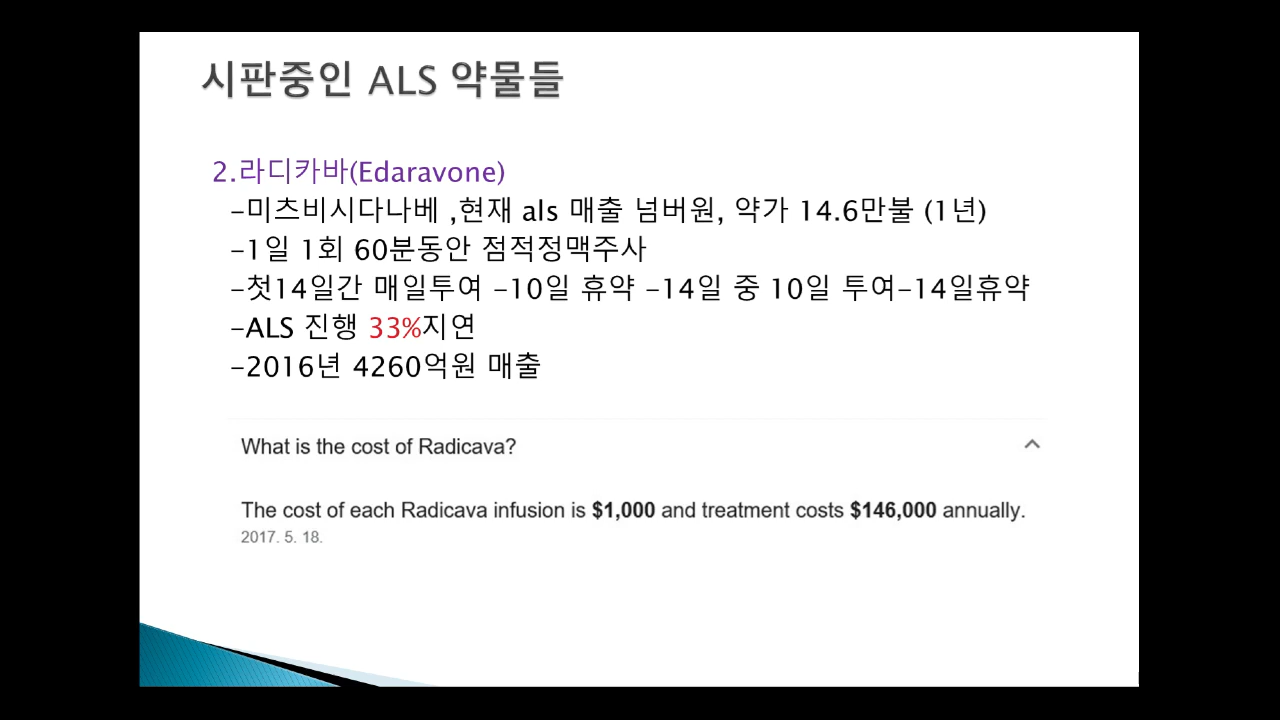 시판중인 ALS 약물들
2.라디카바(Edaravone)
-미츠비시다나베 ,현재 als 매출 넘버원, 약가 14.6만불 (1년)
-1일 1회 60분동안 점적정맥주사
-첫14일간 매일투여 -10일 휴약 -14일 중 10일 투여-14일휴약
-ALS 진행 33%지연
-2016년 4260억원 매출
What is the cost of Radicava?
The cost of each Radicava infusion is $1,000 and treatment costs $146,000 annually.
2017. 5. 18.